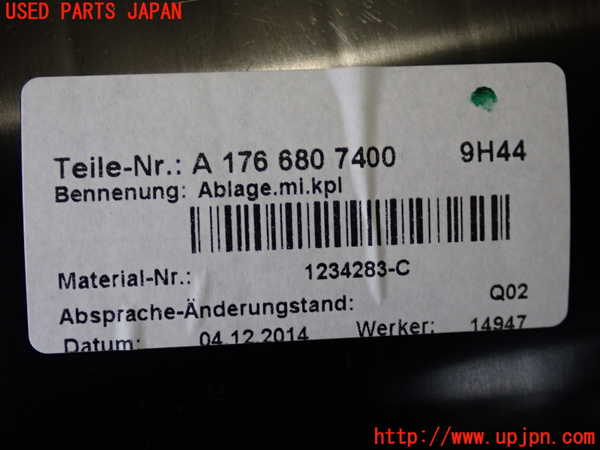 USED PARTS JAPAN
Teile-Nr.: A 176 680 7400 9H44
Bennenung: Ablage.mi.kpl
Material-Nr.: 1234283-C
Absprache-Änderungstand: Q02
Datum: 04.12.2014 Werker: 14947
http://www.upjpn.com/